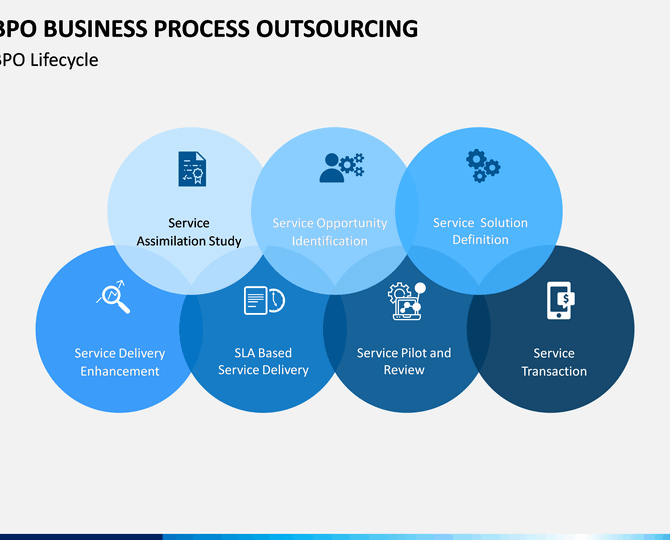 BPO BUSINESS PROCESS OUTSOURCING
BPO Lifecycle
Service
Assimilation Study
Service Opportunity
Identification
Service Solution
Definition
Service Delivery
Enhancement
SLA Based
Service Delivery
Service Pilot and
Review
$
Service
Transaction